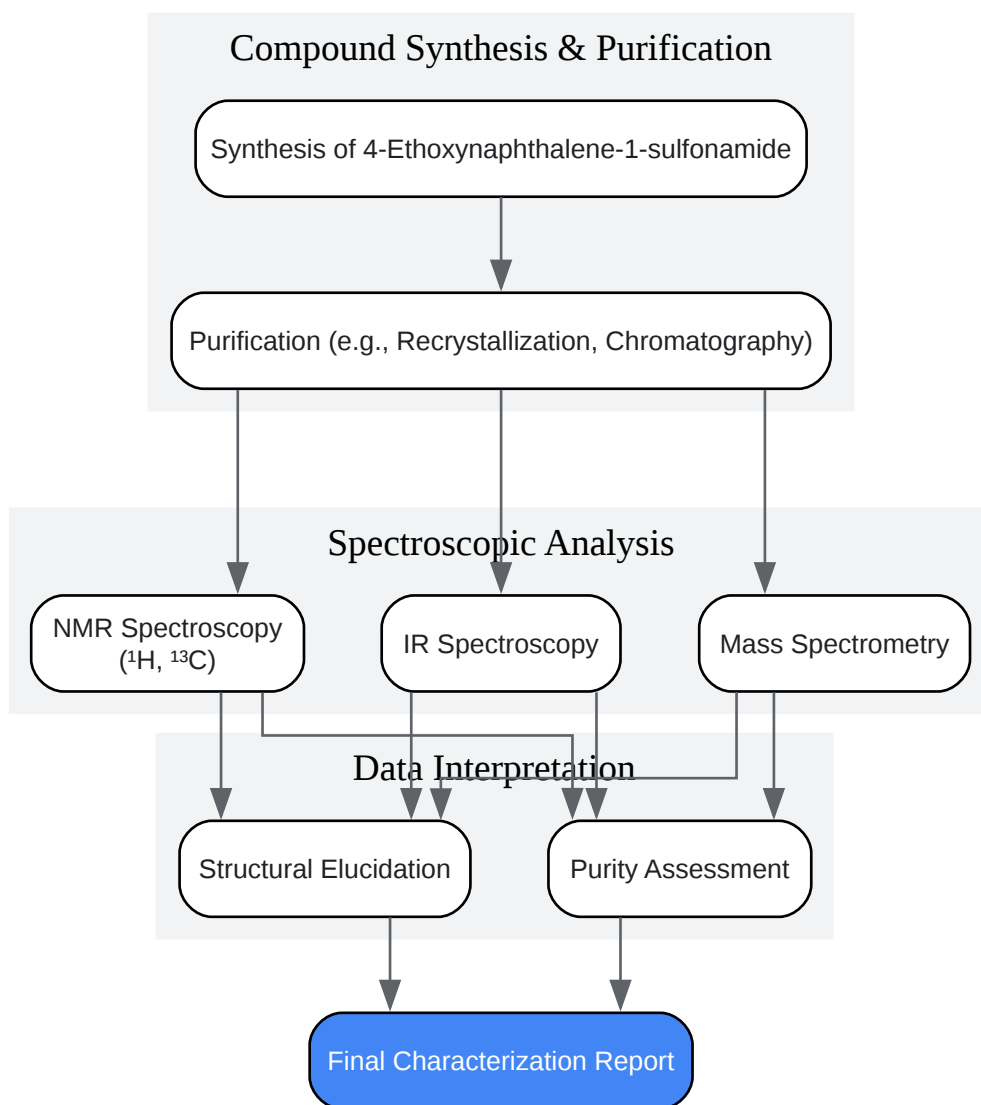 Compound Synthesis & Purification
Synthesis of 4-Ethoxynaphthalene-1-sulfonamide
Purification (e.g., Recrystallization, Chromatography)
Spectroscopic Analysis
NMR Spectroscopy
(¹H, ¹³C)
IR Spectroscopy
Mass Spectrometry
Data Interpretation
Structural Elucidation
Purity Assessment
Final Characterization Report